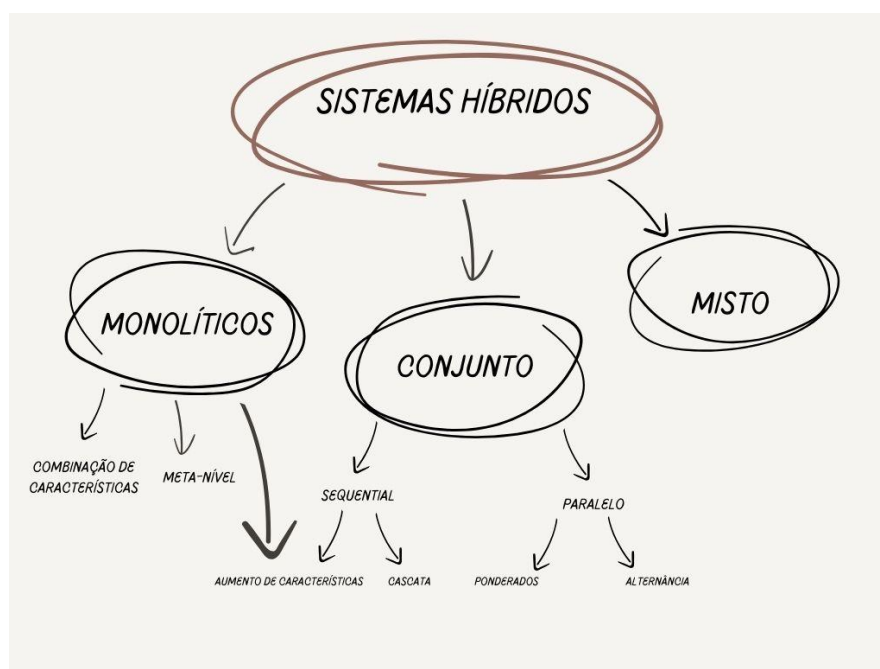 SISTEMAS HÍBRIDOS
MONOLÍTICOS
CONJUNTO
MISTO
COMBINAÇÃO DE
CARACTERÍSTICAS
META-NÍVEL
SEQUENTIAL
PARALELO
AUMENTO DE CARACTERÍSTICAS
CASCATA
PONDERADOS
ALTERNÂNCIA